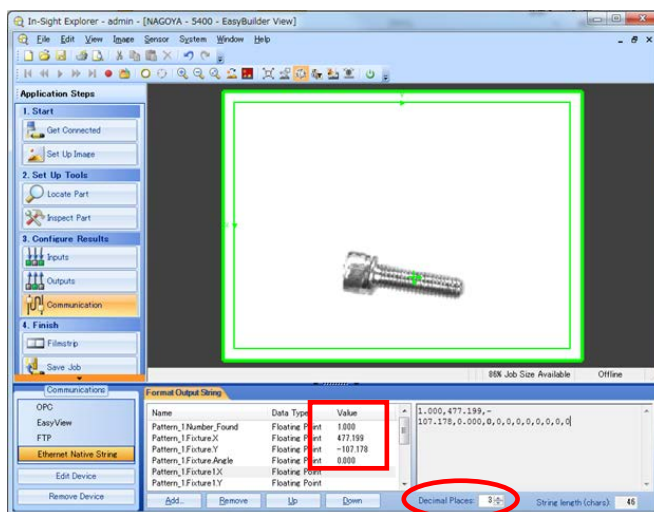 In-Sight Explorer - admin - [NAGOYA - 5400 - EasyBuilder View]
File Edit View Image Sensor System Window Help
Application Steps
1. Start
Get Connected
Set Up Image
2. Set Up Tools
Locate Part
Inspect Part
3. Configure Results
Inputs
Outputs
Communication
4. Finish
Filmstrip
Save Job
86% Job Size Available Offline
Communications
OPC
EasyView
FTP
Ethernet Native String
Edit Device
Remove Device
Format Output String
Name Data Type Value
Pattern_1.Number_Found Floating Point 1.000
Pattern_1.Fixture.X Floating Point 477.199
Pattern_1.Fixture.Y Floating Point -107.178
Pattern_1.Fixture.Angle Floating Point 0.000
Pattern_1.Fixture1.X Floating Point
Pattern_1.Fixture1.Y Floating Point
Add... Remove Up Down
1.000,477.199,-
107.178,0.000,0,0,0,0,0,0,0,0,0
Decimal Places: 3
String length (chars): 46